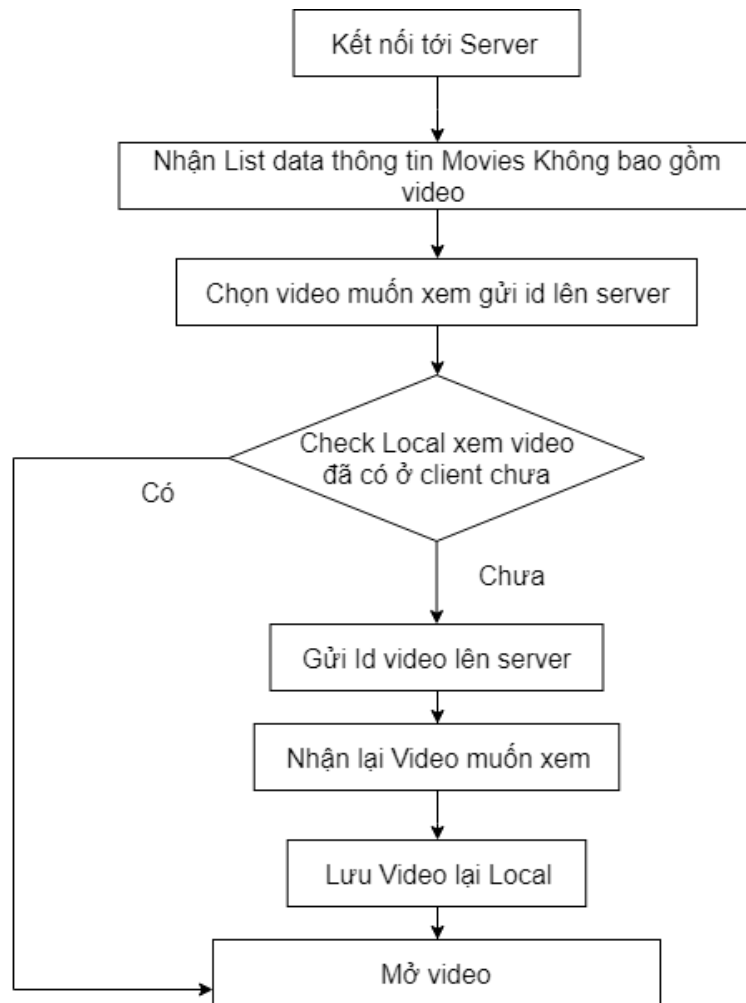 Kết nối tới Server
Nhận List data thông tin Movies Không bao gồm
video
Chọn video muốn xem gửi id lên server
Check Local xem video
đã có ở client chưa
Có
Chưa
Gửi Id video lên server
Nhận lại Video muốn xem
Lưu Video lại Local
Mở video